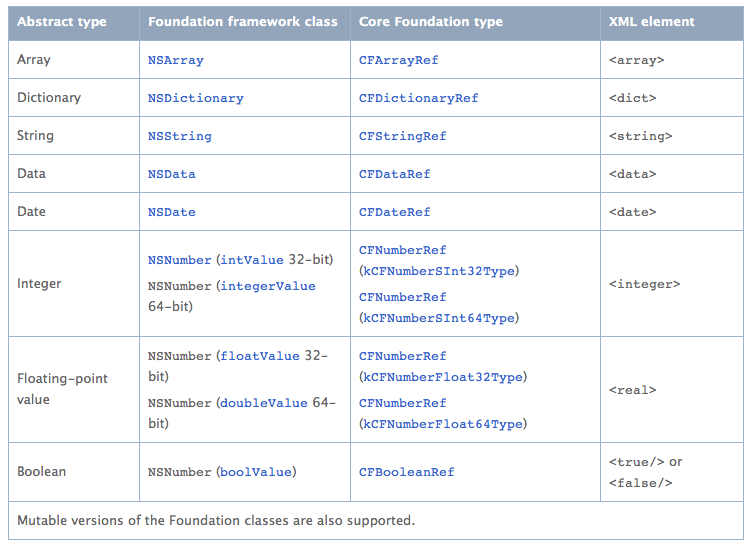 Abstract type Foundation framework class Core Foundation type XML element
Array NSArray CFArrayRef <array>
Dictionary NSDictionary CFDictionaryRef <dict>
String NSString CFStringRef <string>
Data NSData CFDataRef <data>
Date NSDate CFDateRef <date>
Integer
NSNumber (intValue 32-bit)
NSNumber (integerValue
64-bit)
CFNumberRef
(kCFNumberSInt32Type)
CFNumberRef
(kCFNumberSInt64Type)
<integer>
Floating-point
value
NSNumber (floatValue 32-
bit)
NSNumber (doubleValue 64-
bit)
CFNumberRef
(kCFNumberFloat32Type)
CFNumberRef
(kCFNumberFloat64Type)
<real>
Boolean
NSNumber (boolValue)
CFBooleanRef
<true/> or
<false/>
Mutable versions of the Foundation classes are also supported.